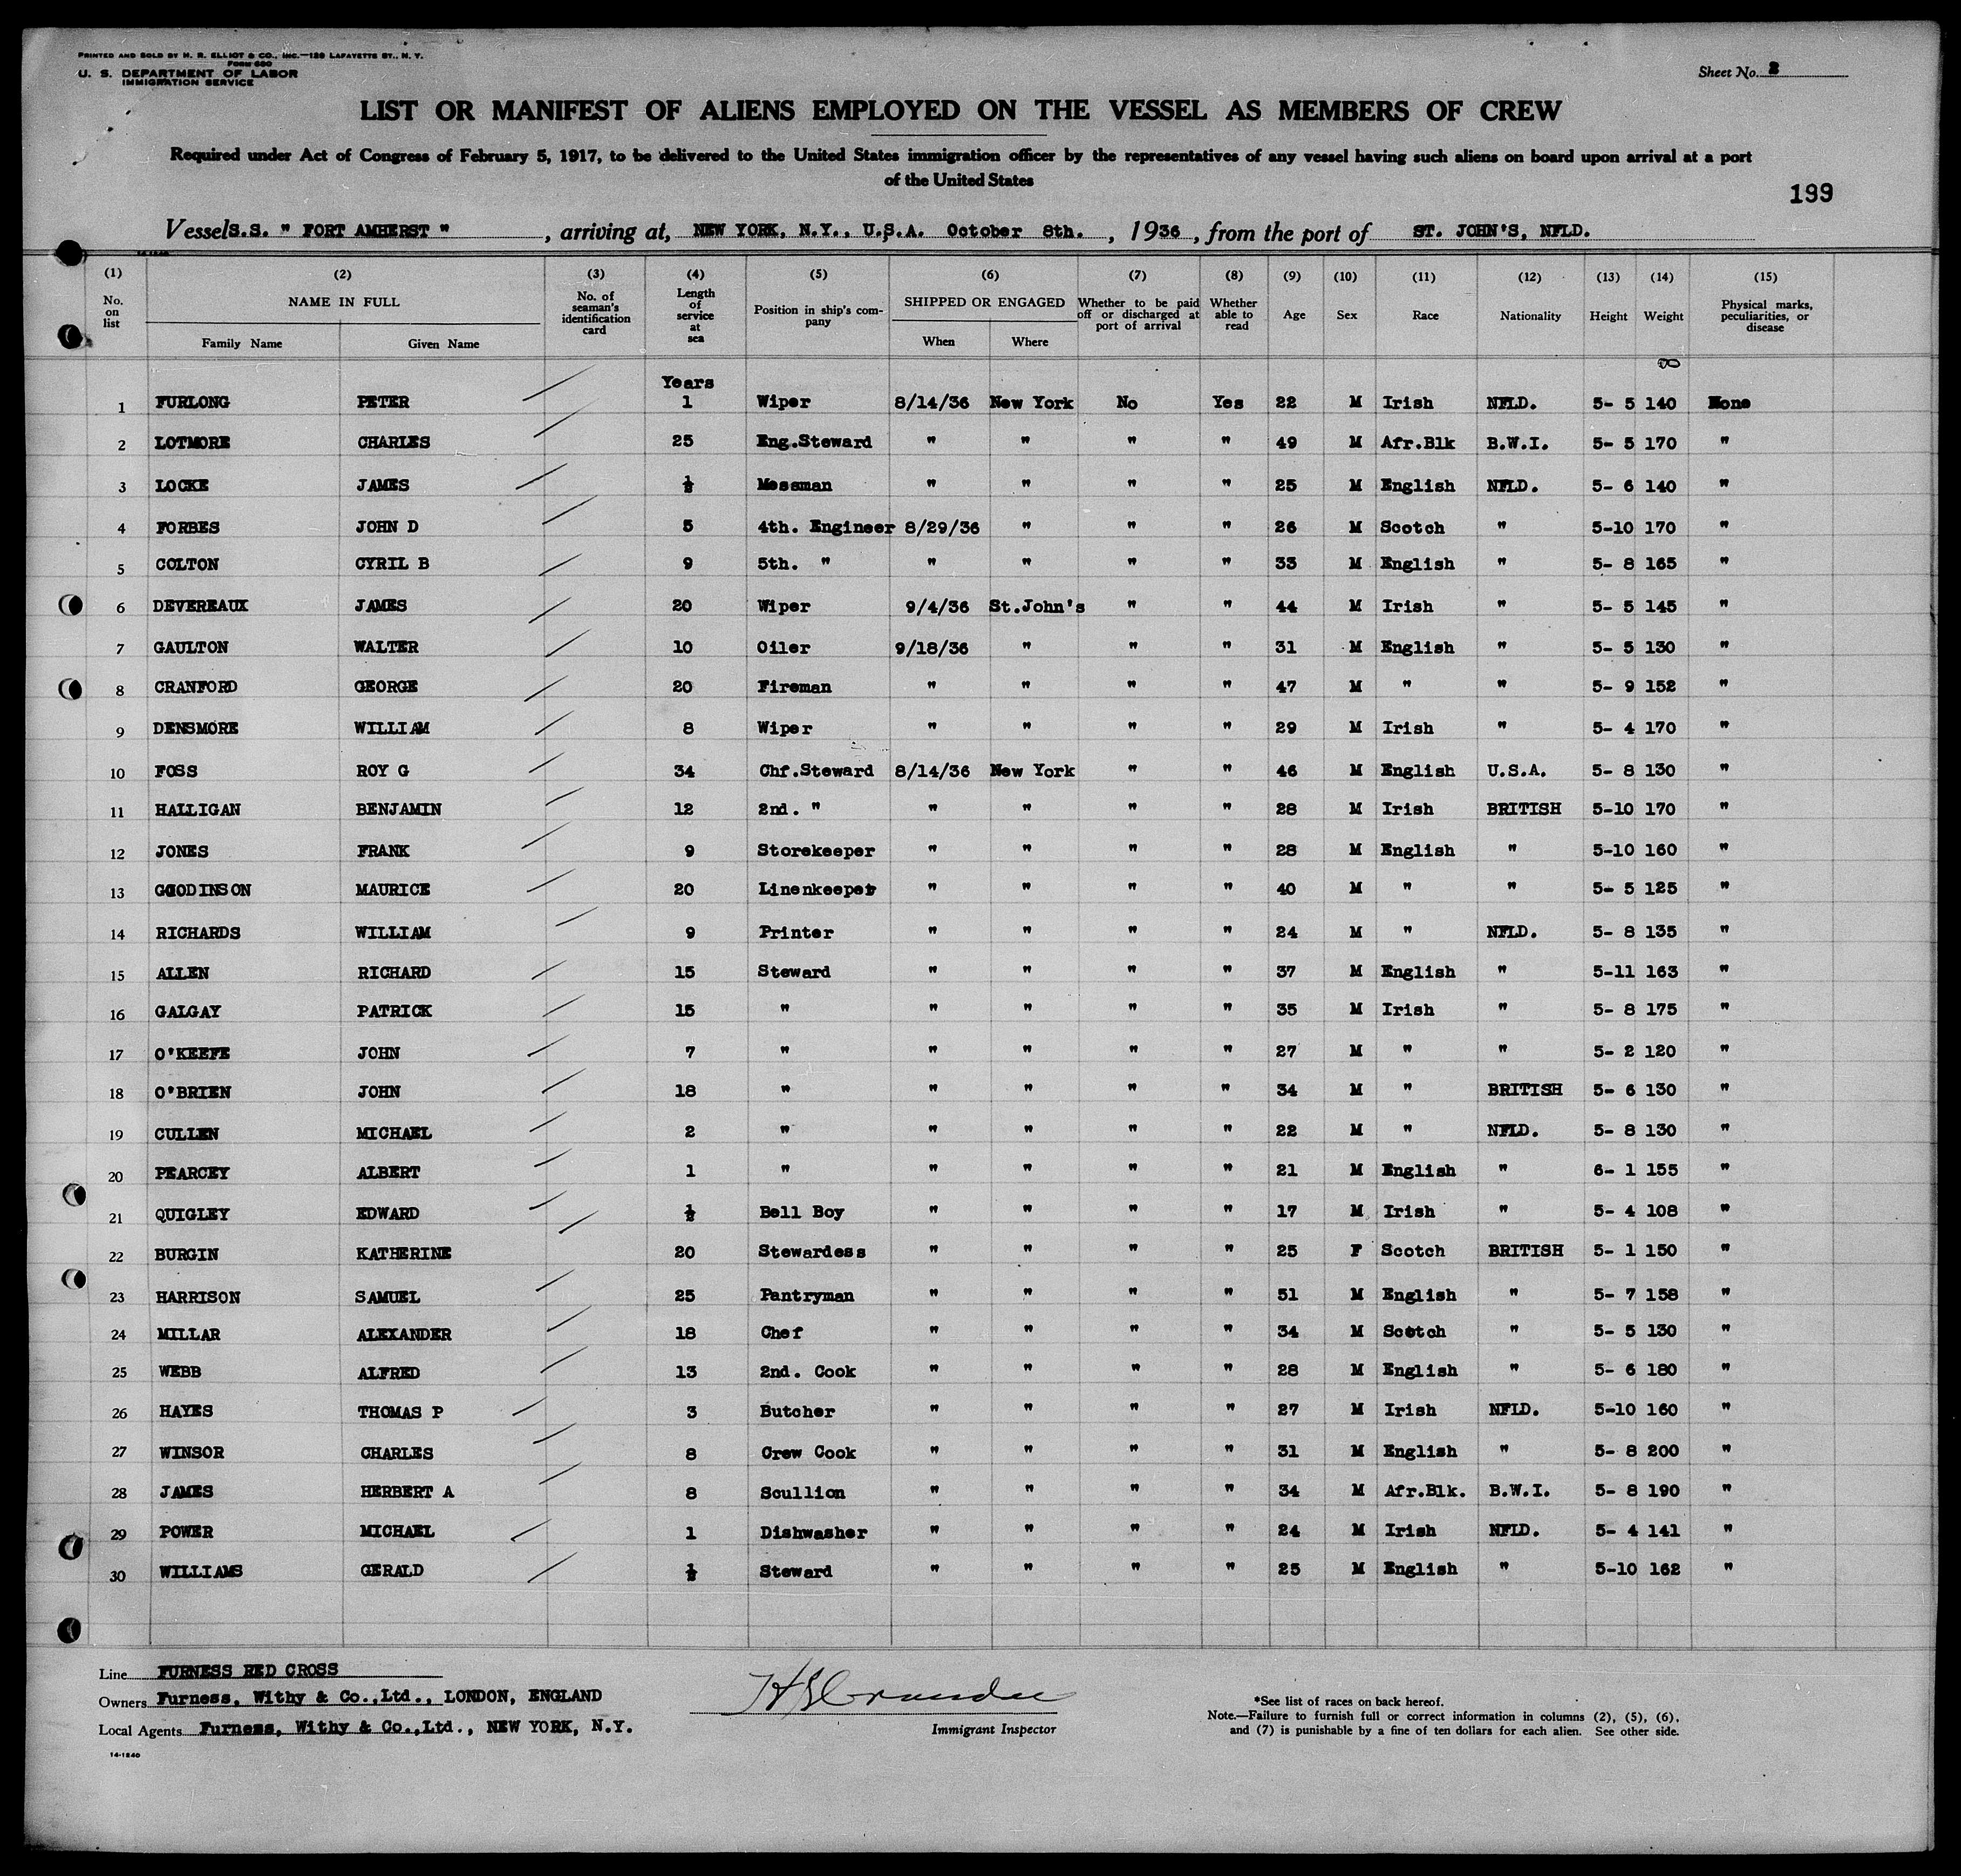 PRINTED AND SOLD BY H. R. ELLIOT & CO., INC.—129 LAFAYETTE ST., N. Y.
Form 680
U. S. DEPARTMENT OF LABOR
IMMIGRATION SERVICE
Sheet No. 2
LIST OR MANIFEST OF ALIENS EMPLOYED ON THE VESSEL AS MEMBERS OF CREW
Required under Act of Congress of February 5, 1917, to be delivered to the United States immigration officer by the representatives of any vessel having such aliens on board upon arrival at a port
of the United States
199
Vessel S.S. " FORT AMHERST " , arriving at, NEW YORK, N.Y., U.S.A. October 8th. , 1936 , from the port of ST. JOHN'S, NFLD.
14-1240
(1) (2) (3) (4) (5) (6) (7) (8) (9) (10) (11) (12) (13) (14) (15)
No. on list NAME IN FULL Family Name Given Name No. of seaman's identification card Length of service at sea Position in ship's company SHIPPED OR ENGAGED When Where Whether to be paid off or discharged at port of arrival Whether able to read Age Sex Race Nationality Height Weight Physical marks, peculiarities, or disease
Years
1 FURLONG PETER 1 Wiper 8/14/36 New York No Yes 22 M Irish NFLD. 5- 5 140 None
2 LOTMORE CHARLES 25 Eng.Steward " " " " 49 M Afr.Blk B.W.I. 5- 5 170 "
3 LOCKE JAMES ½ Messman " " " " 25 M English NFLD. 5- 6 140 "
4 FORBES JOHN D 5 4th. Engineer 8/29/36 " " " 26 M Scotch " 5-10 170 "
5 COLTON CYRIL B 9 5th. " " " " " 33 M English " 5- 8 165 "
6 DEVEREAUX JAMES 20 Wiper 9/4/36 St.John's " " 44 M Irish " 5- 5 145 "
7 GAULTON WALTER 10 Oiler 9/18/36 " " " 31 M English " 5- 5 130 "
8 CRANFORD GEORGE 20 Fireman " " " " 47 M " " 5- 9 152 "
9 DENSMORE WILLIAM 8 Wiper " " " " 29 M Irish " 5- 4 170 "
10 FOSS ROY G 34 Chf.Steward 8/14/36 New York " " 46 M English U.S.A. 5- 8 130 "
11 HALLIGAN BENJAMIN 12 2nd. " " " " " 28 M Irish BRITISH 5-10 170 "
12 JONES FRANK 9 Storekeeper " " " " 28 M English " 5-10 160 "
13 GOODINSON MAURICE 20 Linenkeeper " " " " 40 M " " 5- 5 125 "
14 RICHARDS WILLIAM 9 Printer " " " " 24 M " NFLD. 5- 8 135 "
15 ALLEN RICHARD 15 Steward " " " " 37 M English " 5-11 163 "
16 GALGAY PATRICK 15 " " " " " 35 M Irish " 5- 8 175 "
17 O'KEEFE JOHN 7 " " " " " 27 M " " 5- 2 120 "
18 O'BRIEN JOHN 18 " " " " " 34 M " BRITISH 5- 6 130 "
19 CULLEN MICHAEL 2 " " " " " 22 M " NFLD. 5- 8 130 "
20 PEARCEY ALBERT 1 " " " " " 21 M English " 6- 1 155 "
21 QUIGLEY EDWARD ½ Bell Boy " " " " 17 M Irish " 5- 4 108 "
22 BURGIN KATHERINE 20 Stewardess " " " " 25 F Scotch BRITISH 5- 1 150 "
23 HARRISON SAMUEL 25 Pantryman " " " " 51 M English " 5- 7 158 "
24 MILLAR ALEXANDER 18 Chef " " " " 34 M Scotch " 5- 5 130 "
25 WEBB ALFRED 13 2nd. Cook " " " " 28 M English " 5- 6 180 "
26 HAYES THOMAS P 3 Butcher " " " " 27 M Irish NFLD. 5-10 160 "
27 WINSOR CHARLES 8 Crew Cook " " " " 31 M English " 5- 8 200 "
28 JAMES HERBERT A 8 Scullion " " " " 34 M Afr.Blk. B.W.I. 5- 8 190 "
29 POWER MICHAEL 1 Dishwasher " " " " 24 M Irish NFLD. 5- 4 141 "
30 WILLIAMS GERALD ½ Steward " " " " 25 M English " 5-10 162 "
Line FURNESS RED CROSS
Owners Furness, Withy & Co.,Ltd., LONDON, ENGLAND
Local Agents Furness, Withy & Co.,Ltd., NEW YORK, N.Y.
Immigrant Inspector
*See list of races on back hereof.
Note.—Failure to furnish full or correct information in columns (2), (5), (6),
and (7) is punishable by a fine of ten dollars for each alien. See other side.
14-1240